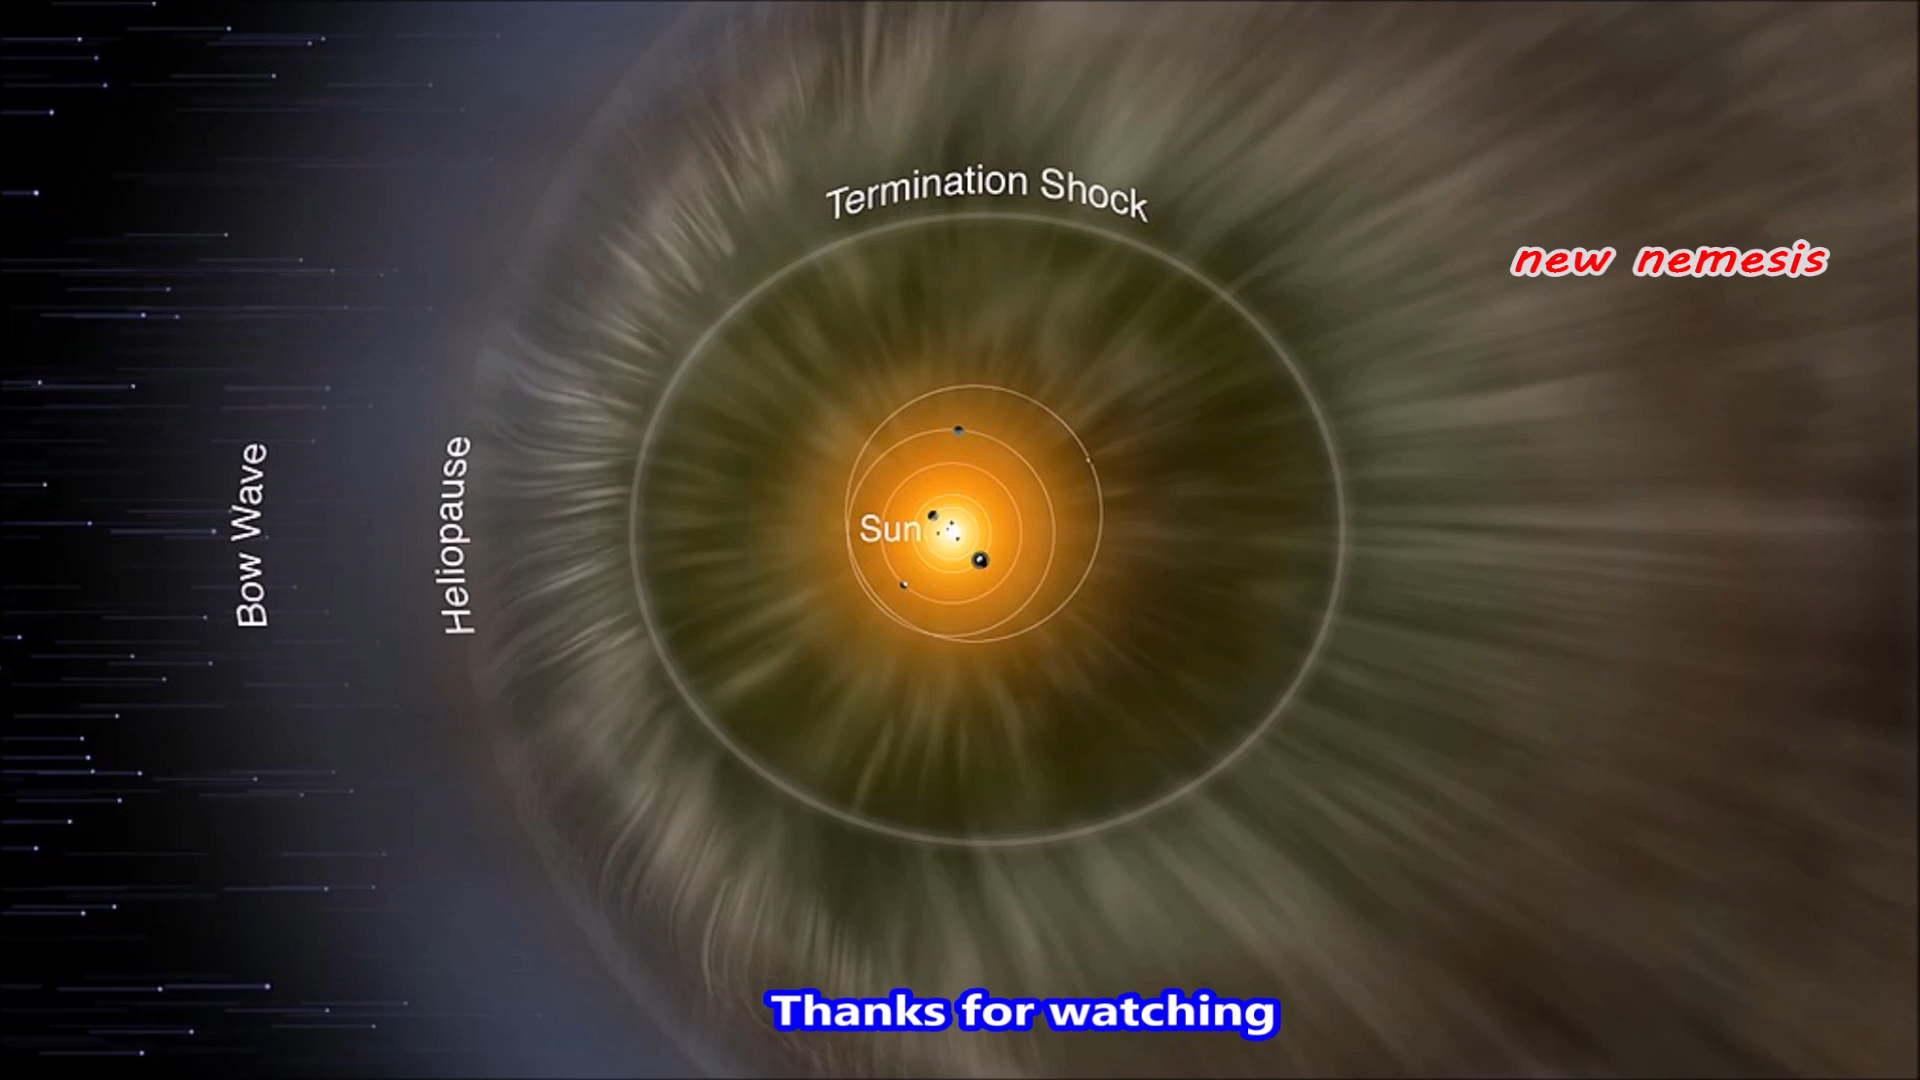 Termination Shock
new nemesis
Bow Wave
Heliopause
Sun
Thanks for watching